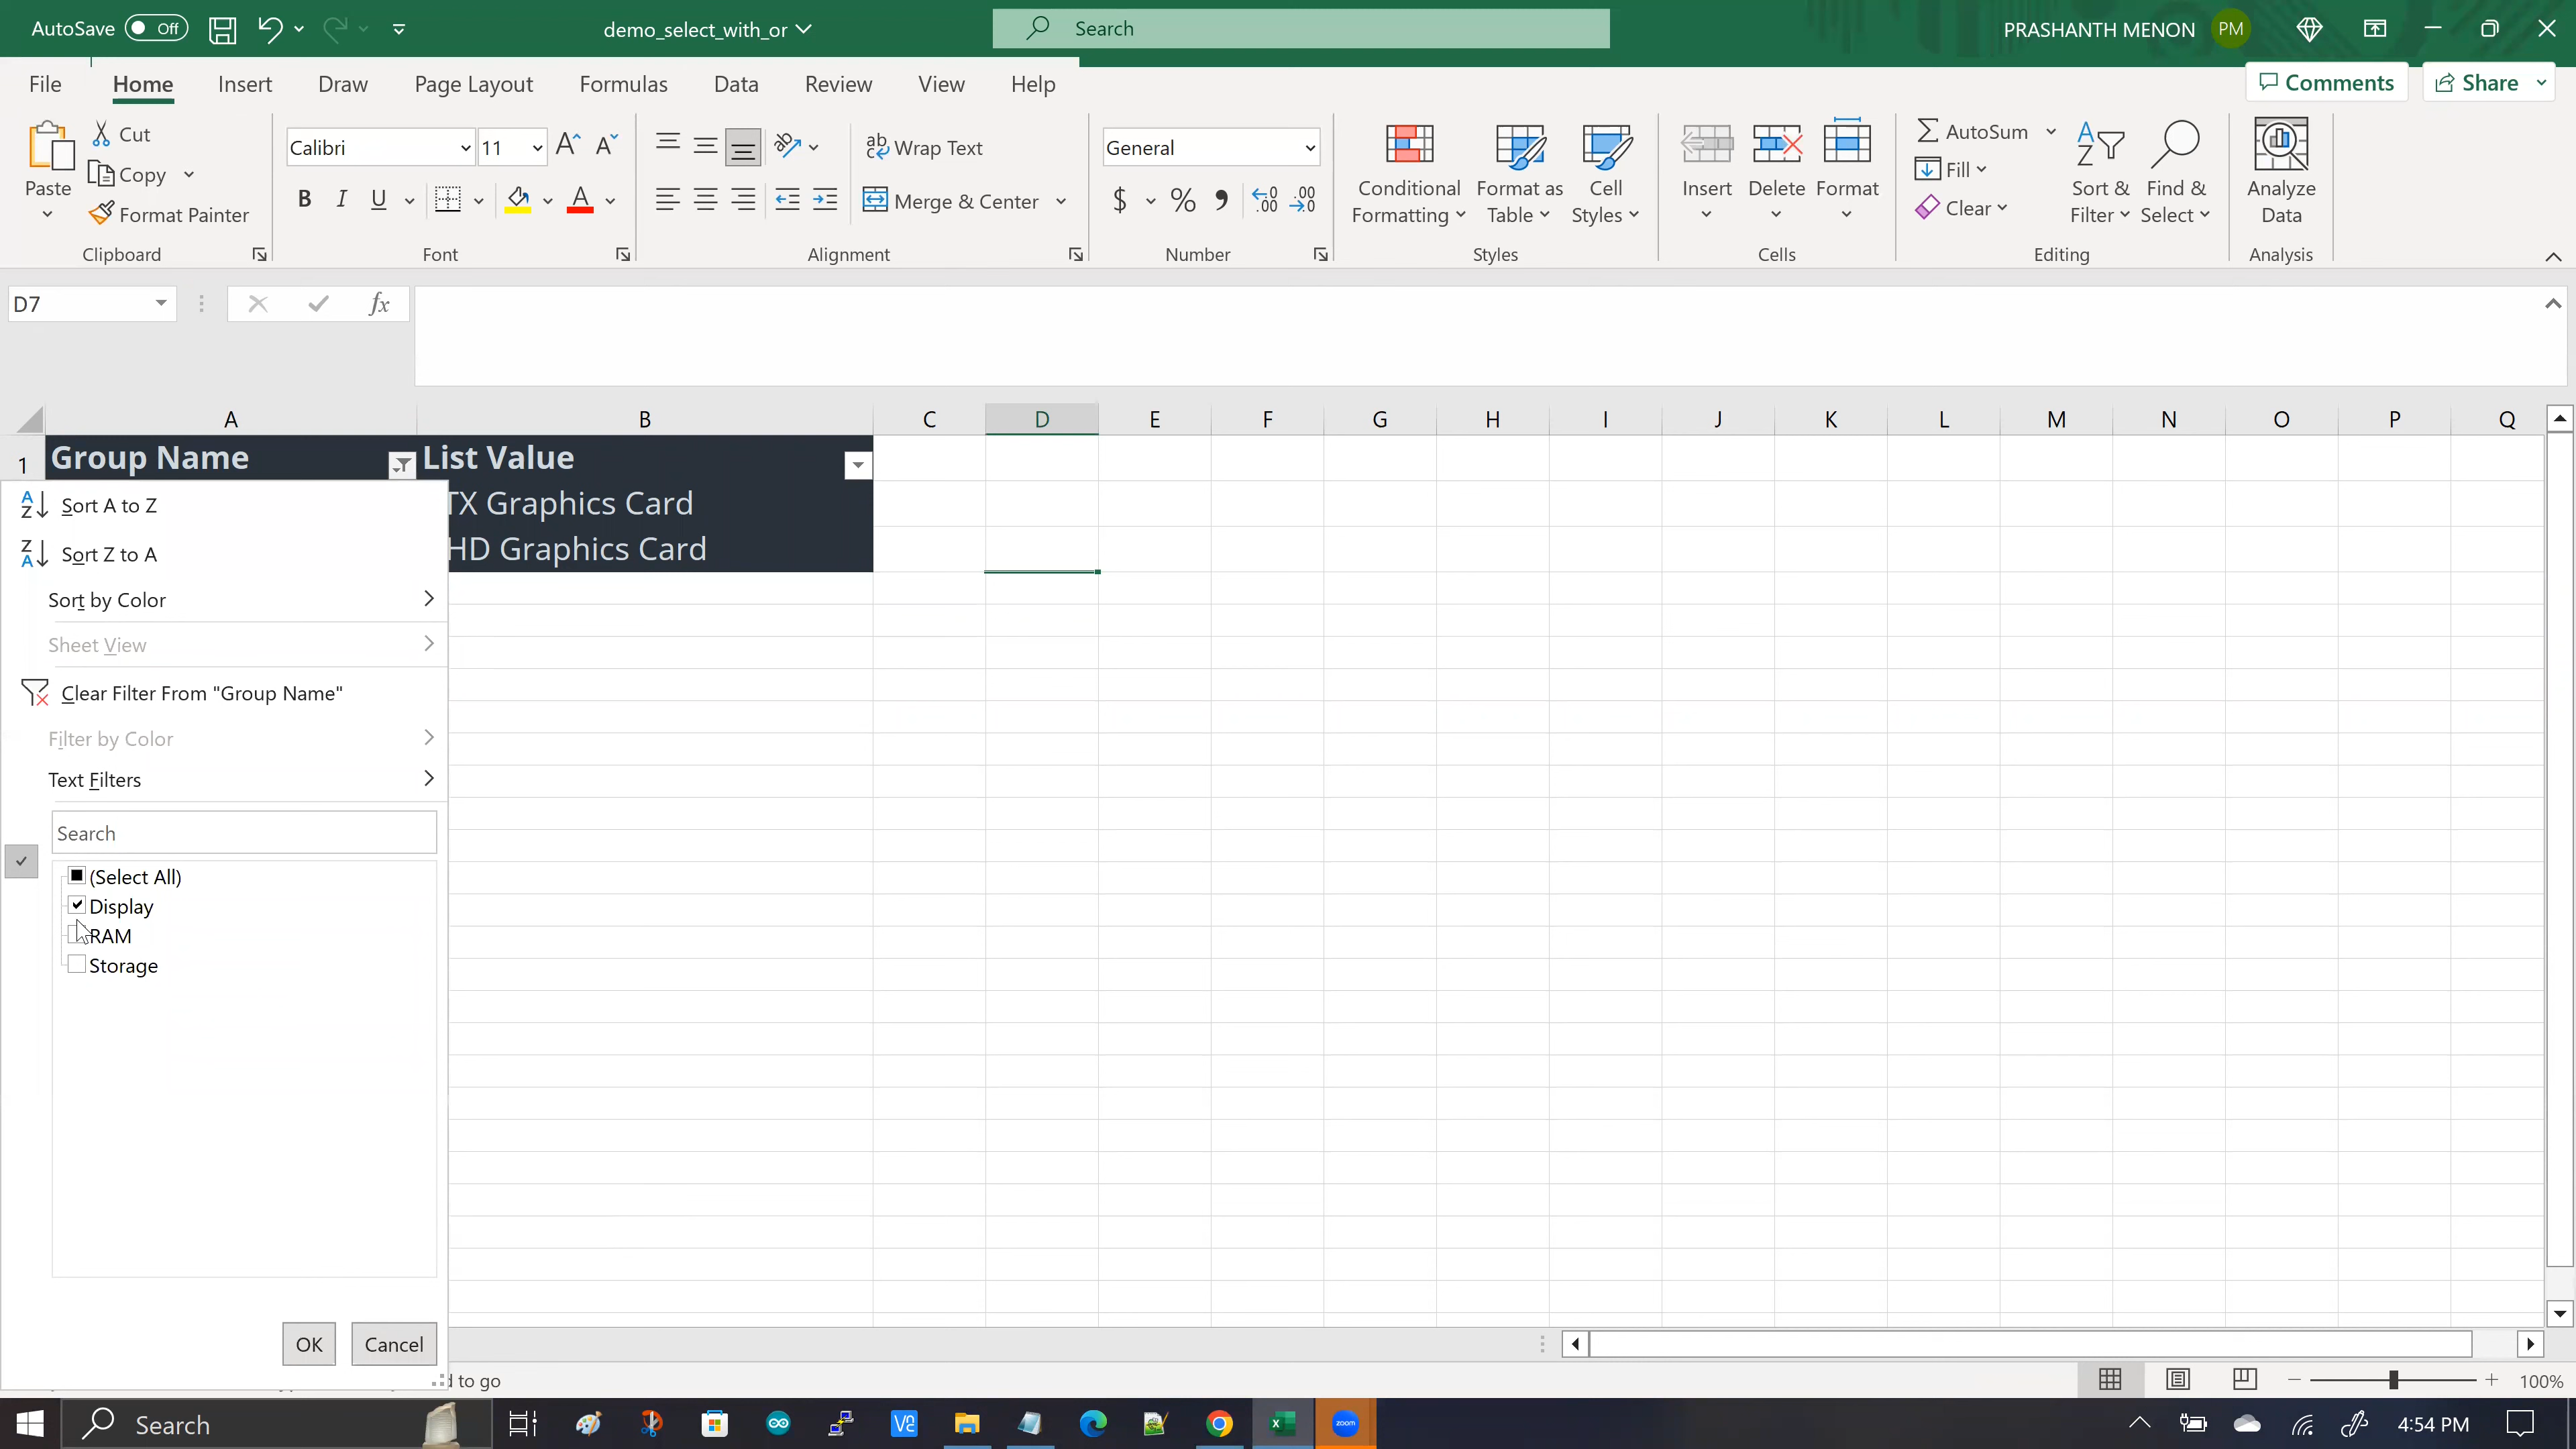 AutoSave Off demo_select_with_or Search PRASHANTH MENON PM
File Home Insert Draw Page Layout Formulas Data Review View Help Comments Share
Paste Cut Copy Format Painter Clipboard
Calibri 11 B I U A Font
ab Wrap Text Merge & Center Alignment
General $ % , .00 Number
Conditional Formatting Format as Table Cell Styles Styles
Insert Delete Format Cells
AutoSum Fill Clear Sort & Filter Find & Select Editing
Analyze Data Analysis
D7 fx
A B C D E F G H I J K L M N O P Q
1 Group Name List Value
TX Graphics Card
HD Graphics Card
Sort A to Z
Sort Z to A
Sort by Color
Sheet View
Clear Filter From "Group Name"
Filter by Color
Text Filters
Search
(Select All)
Display
RAM
Storage
OK Cancel
d to go 100%
Search zoom 4:54 PM